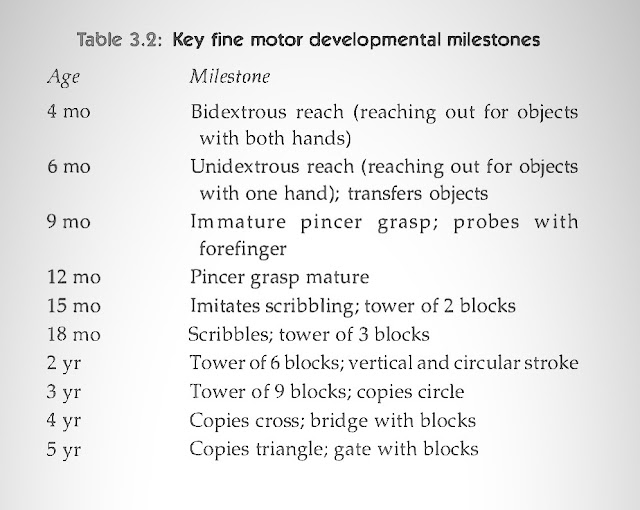 Table 3.2: Key fine motor developmental milestones
Age Milestone
4 mo Bidextrous reach (reaching out for objects
with both hands)
6 mo Unidextrous reach (reaching out for objects
with one hand); transfers objects
9 mo Immature pincer grasp; probes with
forefinger
12 mo Pincer grasp mature
15 mo Imitates scribbling; tower of 2 blocks
18 mo Scribbles; tower of 3 blocks
2 yr Tower of 6 blocks; vertical and circular stroke
3 yr Tower of 9 blocks; copies circle
4 yr Copies cross; bridge with blocks
5 yr Copies triangle; gate with blocks